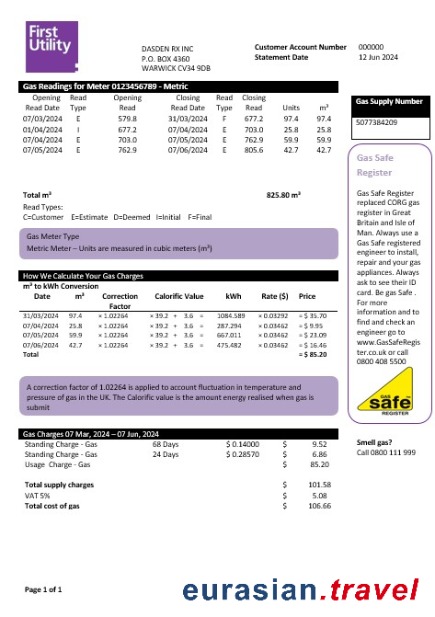 First
Utility
DASDEN RX INC
P.O. BOX 4360
WARWICK CV34 9DB
Customer Account Number 000000
Statement Date 12 Jun 2024
Gas Readings for Meter 0123456789 - Metric
Opening Read Date Read Type Opening Read Closing Read Date Read Type Closing Read Units m³
07/03/2024 E 579.8 31/03/2024 F 677.2 97.4 97.4
01/04/2024 I 677.2 07/04/2024 E 703.0 25.8 25.8
07/04/2024 E 703.0 07/05/2024 E 762.9 59.9 59.9
07/05/2024 E 762.9 07/06/2024 E 805.6 42.7 42.7
Total m³ 825.80 m³
Read Types:
C=Customer E=Estimate D=Deemed I=Initial F=Final
Gas Meter Type
Metric Meter – Units are measured in cubic meters (m³)
How We Calculate Your Gas Charges
m³ to kWh Conversion
Date m³ Correction Factor Calorific Value kWh Rate ($) Price
31/03/2024 97.4 × 1.02264 × 39.2 ÷ 3.6 = 1084.589 × 0.03292 = $ 35.70
07/04/2024 25.8 × 1.02264 × 39.2 ÷ 3.6 = 287.294 × 0.03462 = $ 9.95
07/05/2024 59.9 × 1.02264 × 39.2 ÷ 3.6 = 667.011 × 0.03462 = $ 23.09
07/06/2024 42.7 × 1.02264 × 39.2 ÷ 3.6 = 475.482 × 0.03462 = $ 16.46
Total = $ 85.20
A correction factor of 1.02264 is applied to account fluctuation in temperature and
pressure of gas in the UK. The Calorific value is the amount energy realised when gas is
submit
Gas Charges 07 Mar, 2024 – 07 Jun, 2024
Standing Charge - Gas 68 Days $ 0.14000 $ 9.52
Standing Charge - Gas 24 Days $ 0.28570 $ 6.86
Usage Charge - Gas $ 85.20
Total supply charges $ 101.58
VAT 5% $ 5.08
Total cost of gas $ 106.66
Gas Supply Number
5077384209
Gas Safe
Register
Gas Safe Register
replaced CORG gas
register in Great
Britain and Isle of
Man. Always use a
Gas Safe registered
engineer to install,
repair and your gas
appliances. Always
ask to see their ID
card. Be gas Safe .
For more
information and to
find and check an
engineer go to
www.GasSafeRegis
ter.co.uk or call
0800 408 5500
GAS
safe
REGISTER
Smell gas?
Call 0800 111 999
Page 1 of 1
eurasian.travel